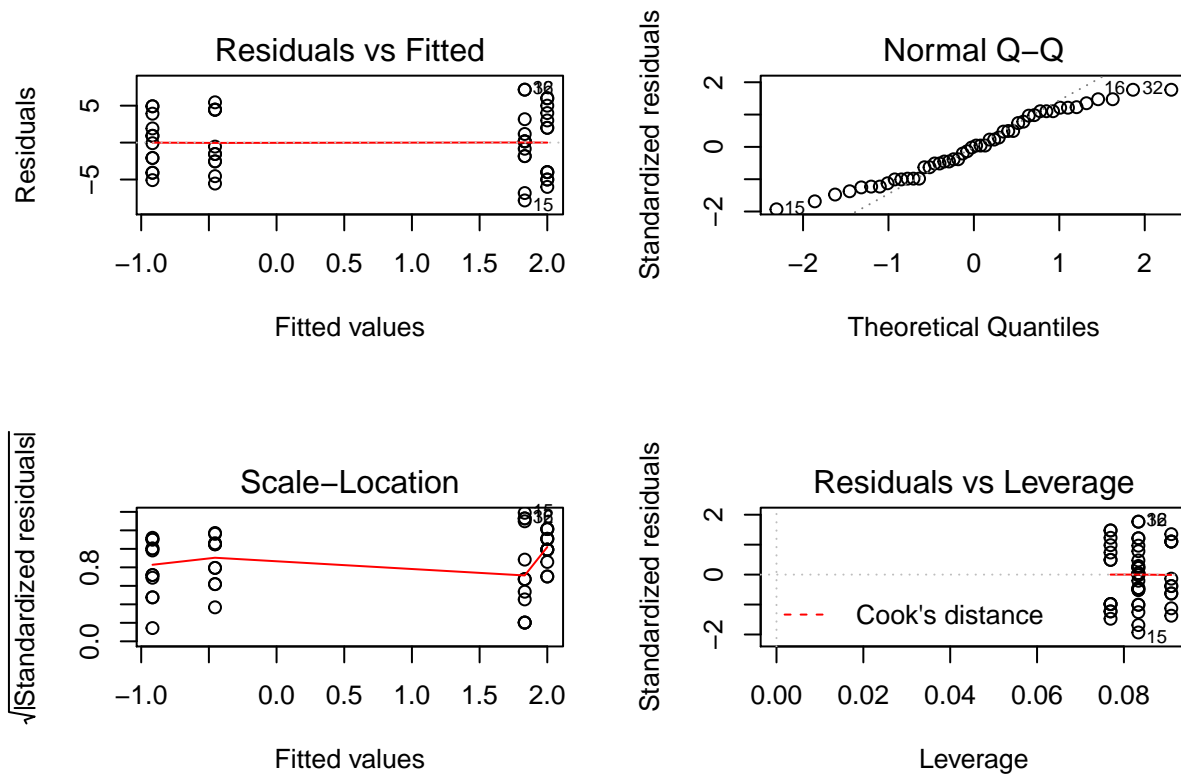 Residuals vs Fitted
Residuals
5
−5
15
−1.0 0.0 0.5 1.0 1.5 2.0
Fitted values
Normal Q−Q
Standardized residuals
2
0
−2
16 32
15
−2 −1 0 1 2
Theoretical Quantiles
Scale−Location
√|Standardized residuals|
0.8
0.0
−1.0 0.0 0.5 1.0 1.5 2.0
Fitted values
Residuals vs Leverage
Standardized residuals
2
0
−2
Cook's distance
15
0.00 0.02 0.04 0.06 0.08
Leverage